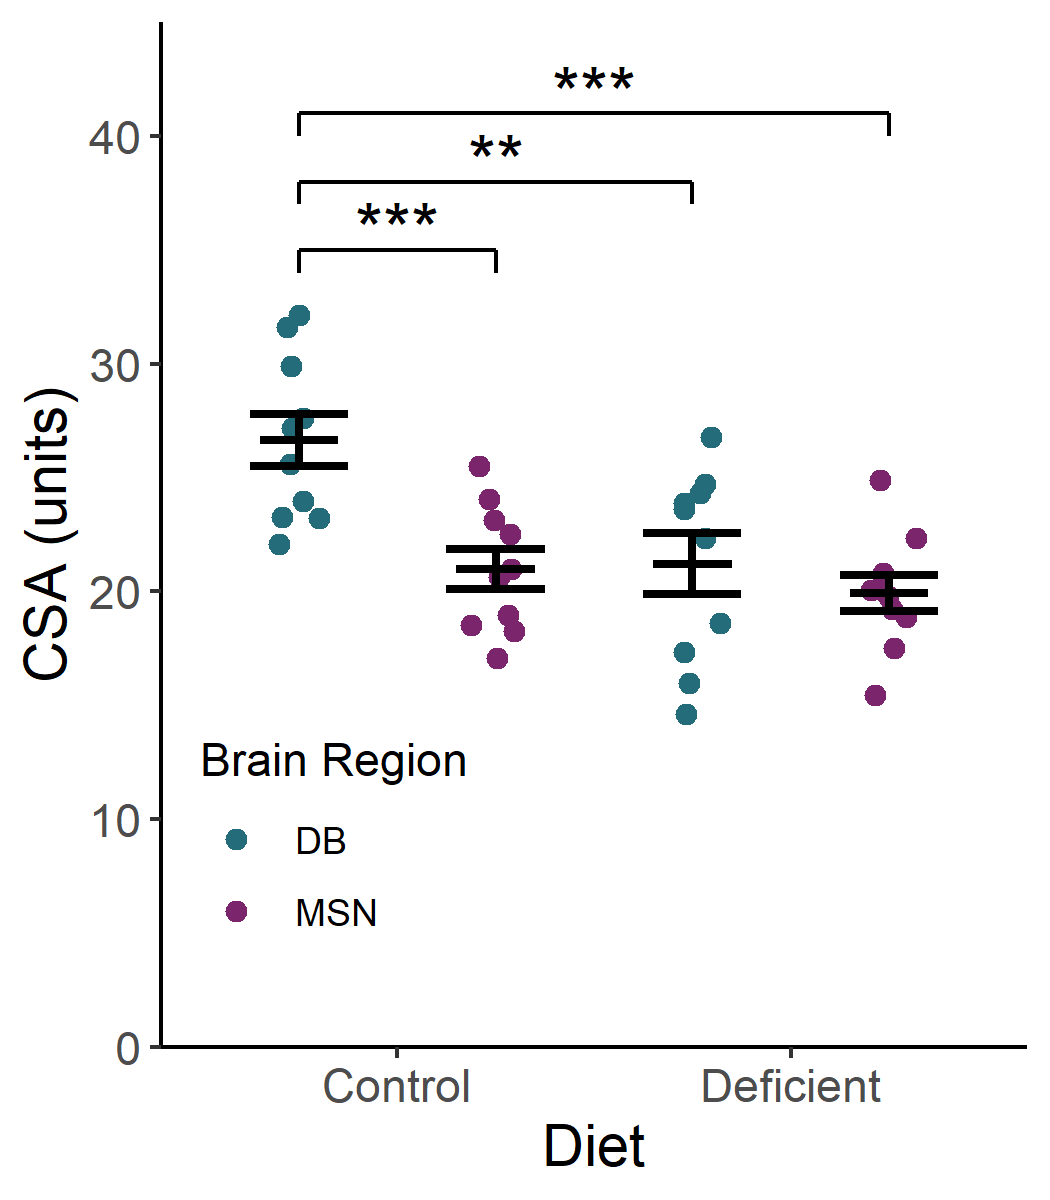 ***
40
**
***
30
CSA (units)
20
Brain Region
10
DB
MSN
0
Control Deficient
Diet